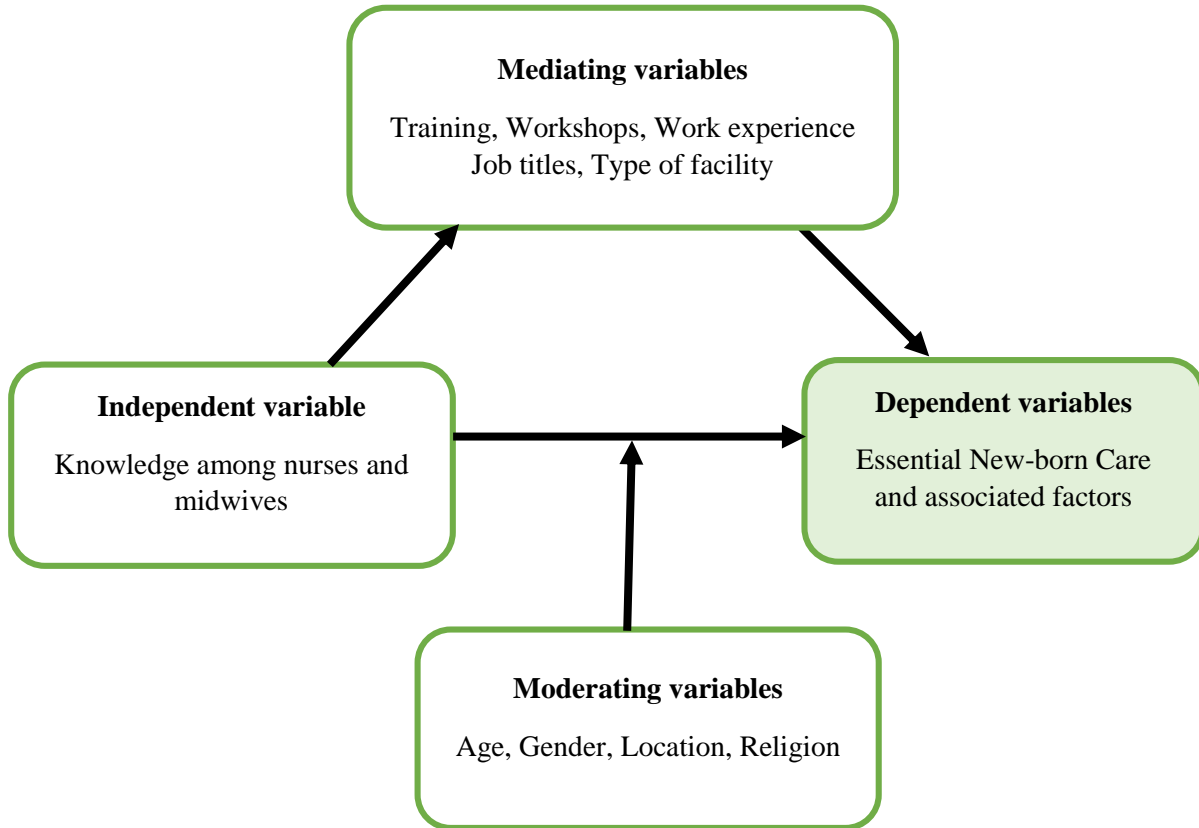 Mediating variables
Training, Workshops, Work experience
Job titles, Type of facility
Independent variable
Knowledge among nurses and
midwives
Dependent variables
Essential New-born Care
and associated factors
Moderating variables
Age, Gender, Location, Religion